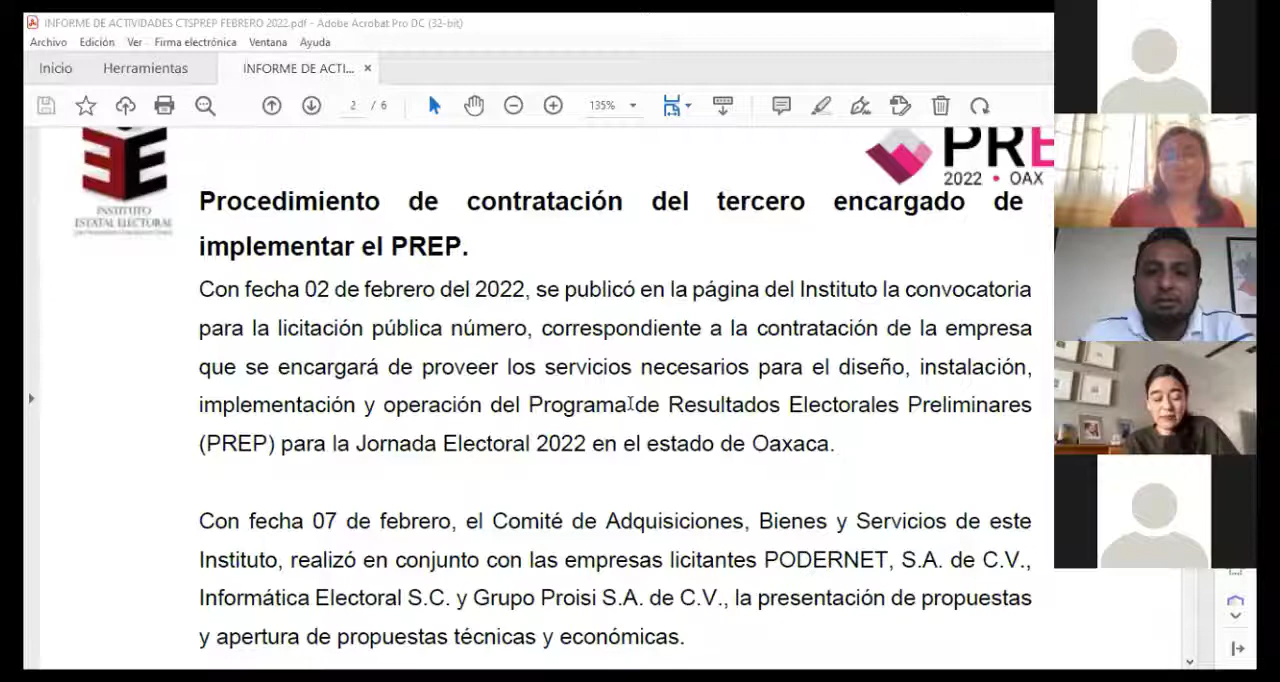 INFORME DE ACTIVIDADES CTSPREP FEBRERO 2022.pdf - Adobe Acrobat Pro DC (32-bit)
Archivo Edición Ver Firma electrónica Ventana Ayuda
Inicio Herramientas INFORME DE ACTI... ×
2 / 6 135%
INSTITUTO
ESTATAL ELECTORAL
PRE
2022 • OAX
Procedimiento de contratación del tercero encargado de
implementar el PREP.
Con fecha 02 de febrero del 2022, se publicó en la página del Instituto la convocatoria
para la licitación pública número, correspondiente a la contratación de la empresa
que se encargará de proveer los servicios necesarios para el diseño, instalación,
implementación y operación del Programa de Resultados Electorales Preliminares
(PREP) para la Jornada Electoral 2022 en el estado de Oaxaca.
Con fecha 07 de febrero, el Comité de Adquisiciones, Bienes y Servicios de este
Instituto, realizó en conjunto con las empresas licitantes PODERNET, S.A. de C.V.,
Informática Electoral S.C. y Grupo Proisi S.A. de C.V., la presentación de propuestas
y apertura de propuestas técnicas y económicas.